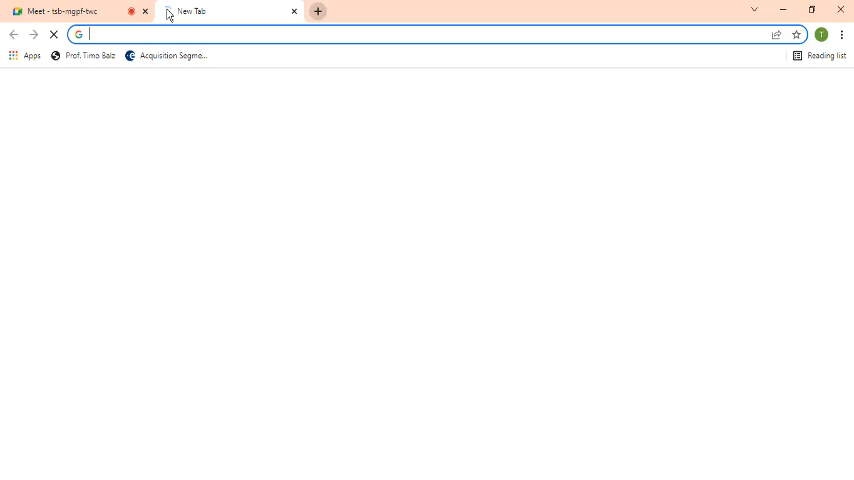 Meet - tsb-mgpf-twc New Tab
G T
Apps Prof. Timo Balz Acquisition Segme... Reading list